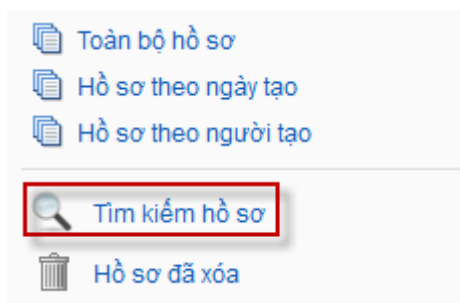 Toàn bộ hồ sơ
Hồ sơ theo ngày tạo
Hồ sơ theo người tạo
Tìm kiếm hồ sơ
Hồ sơ đã xóa